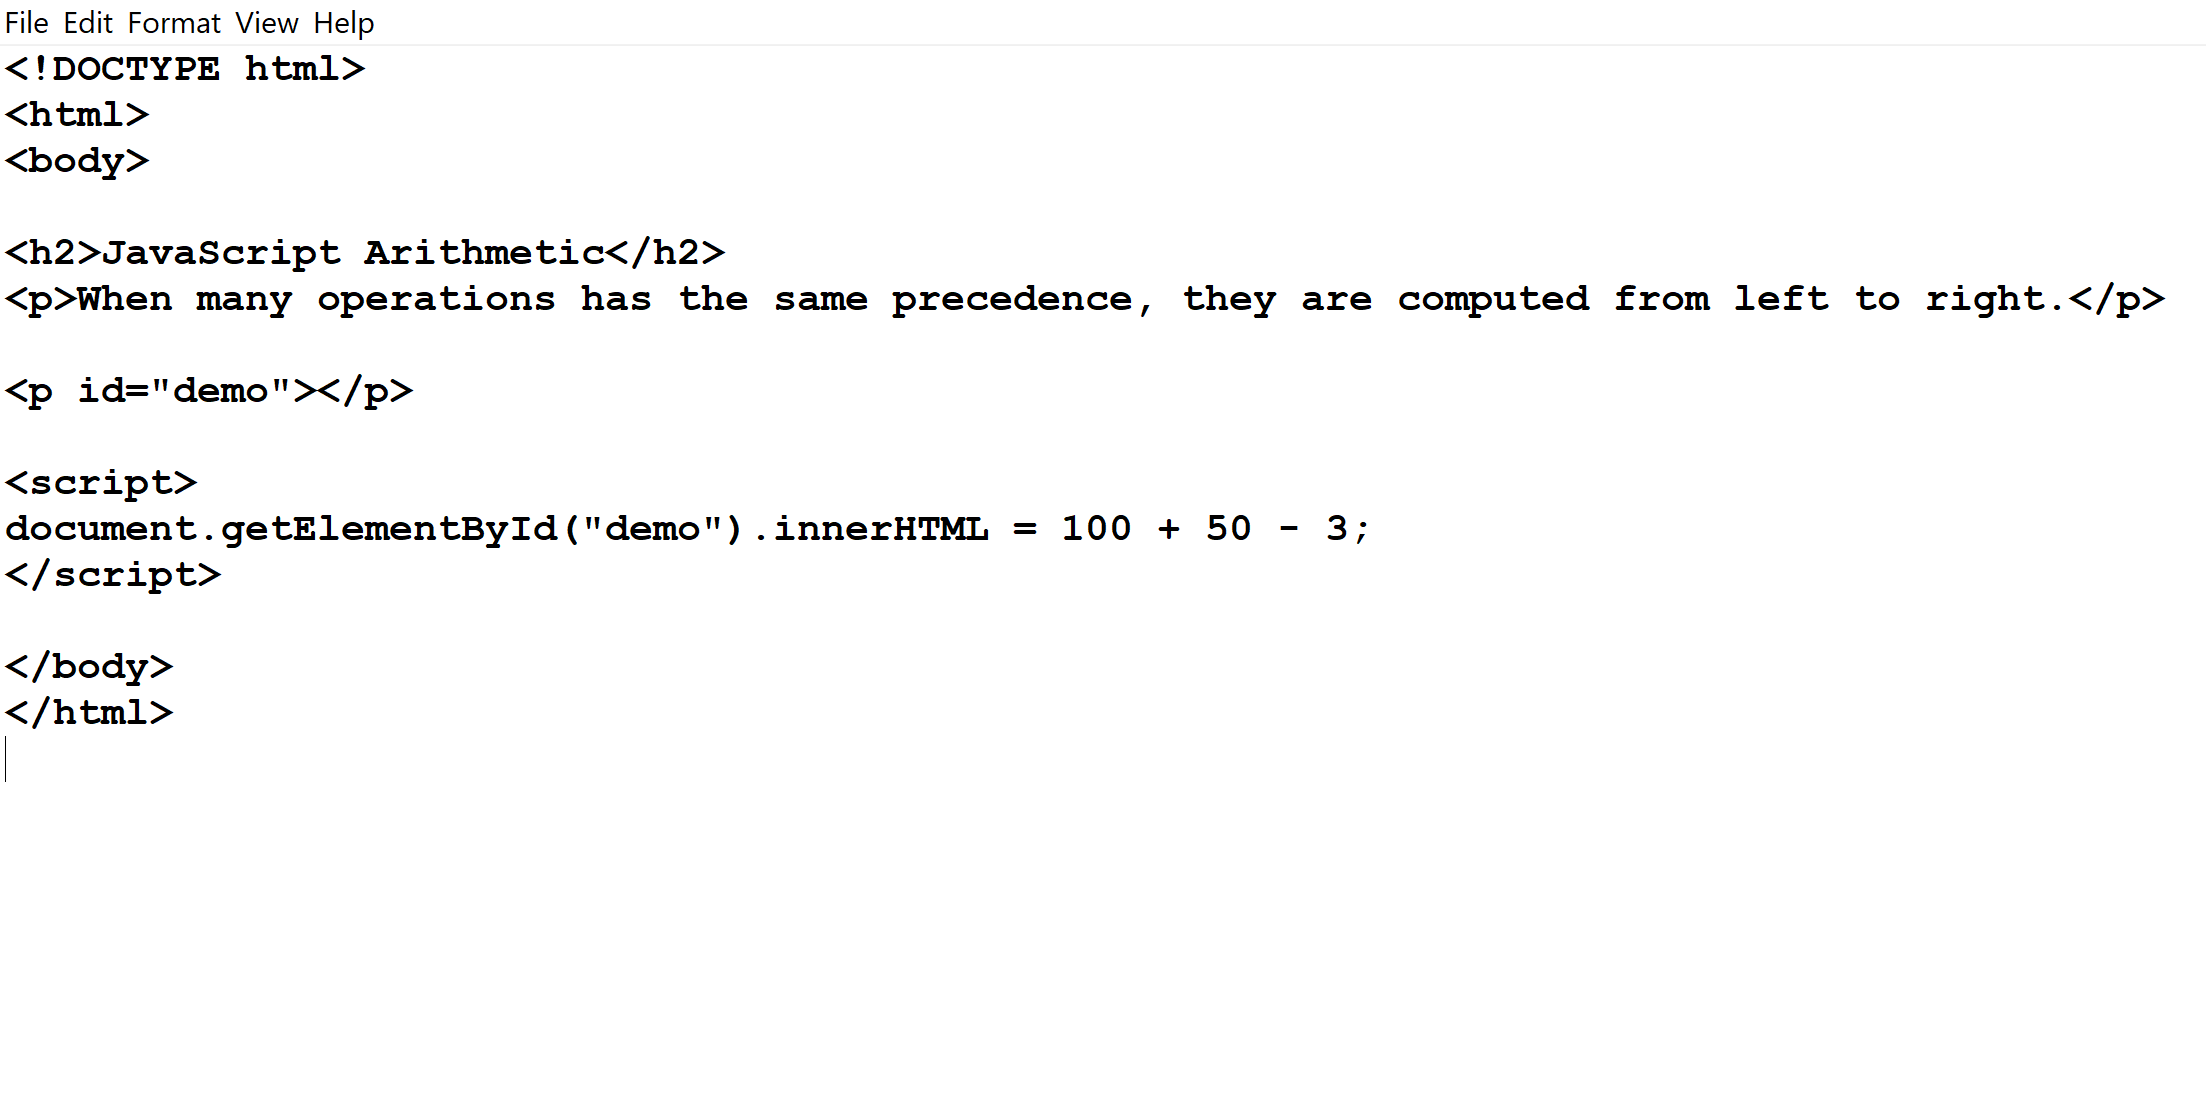 File Edit Format View Help
<!DOCTYPE html>
<html>
<body>
<h2>JavaScript Arithmetic</h2>
<p>When many operations has the same precedence, they are computed from left to right.</p>
<p id="demo"></p>
<script>
document.getElementById("demo").innerHTML = 100 + 50 - 3;
</script>
</body>
</html>